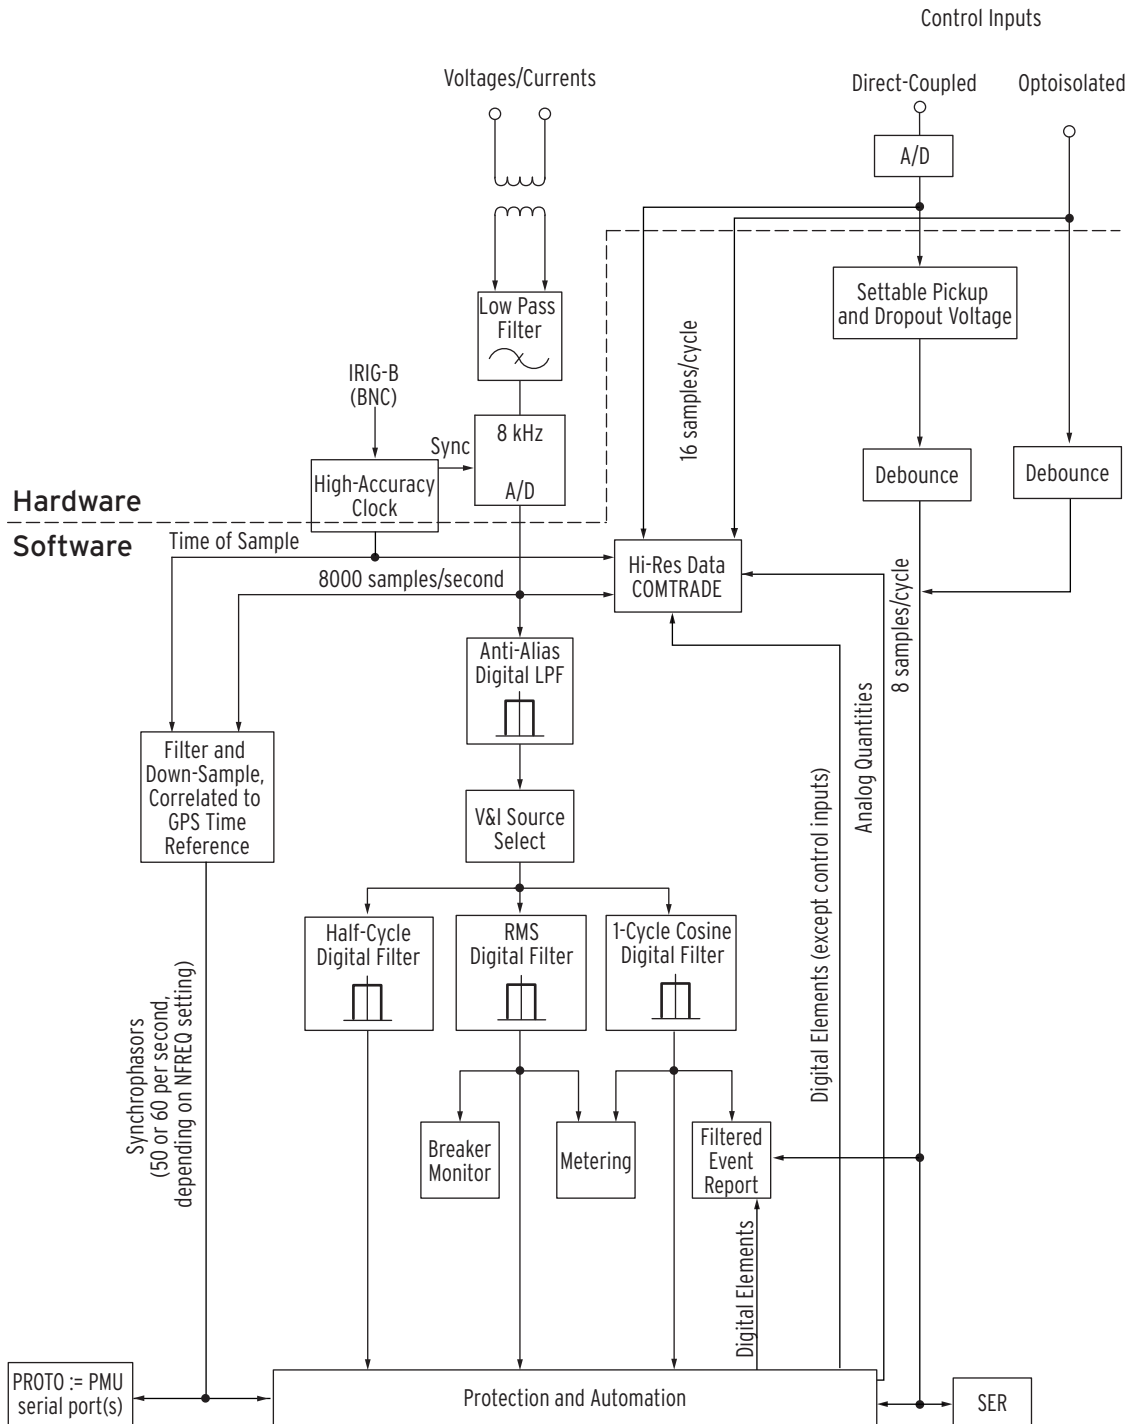 Control Inputs
Voltages/Currents
Direct-Coupled
Optoisolated
A/D
Settable Pickup
and Dropout Voltage
Low Pass
Filter
16 samples/cycle
IRIG-B
(BNC)
8 kHz
Sync
A/D
High-Accuracy
Clock
Debounce
Debounce
Hardware
Software
Time of Sample
8000 samples/second
Hi-Res Data
COMTRADE
8 samples/cycle
Anti-Alias
Digital LPF
Analog Quantities
Digital Elements (except control inputs)
Filter and
Down-Sample,
Correlated to
GPS Time
Reference
V&I Source
Select
Half-Cycle
Digital Filter
RMS
Digital Filter
1-Cycle Cosine
Digital Filter
Synchrophasors
(50 or 60 per second,
depending on NFREQ setting)
Breaker
Monitor
Metering
Filtered
Event
Report
Digital Elements
PROTO := PMU
serial port(s)
Protection and Automation
SER